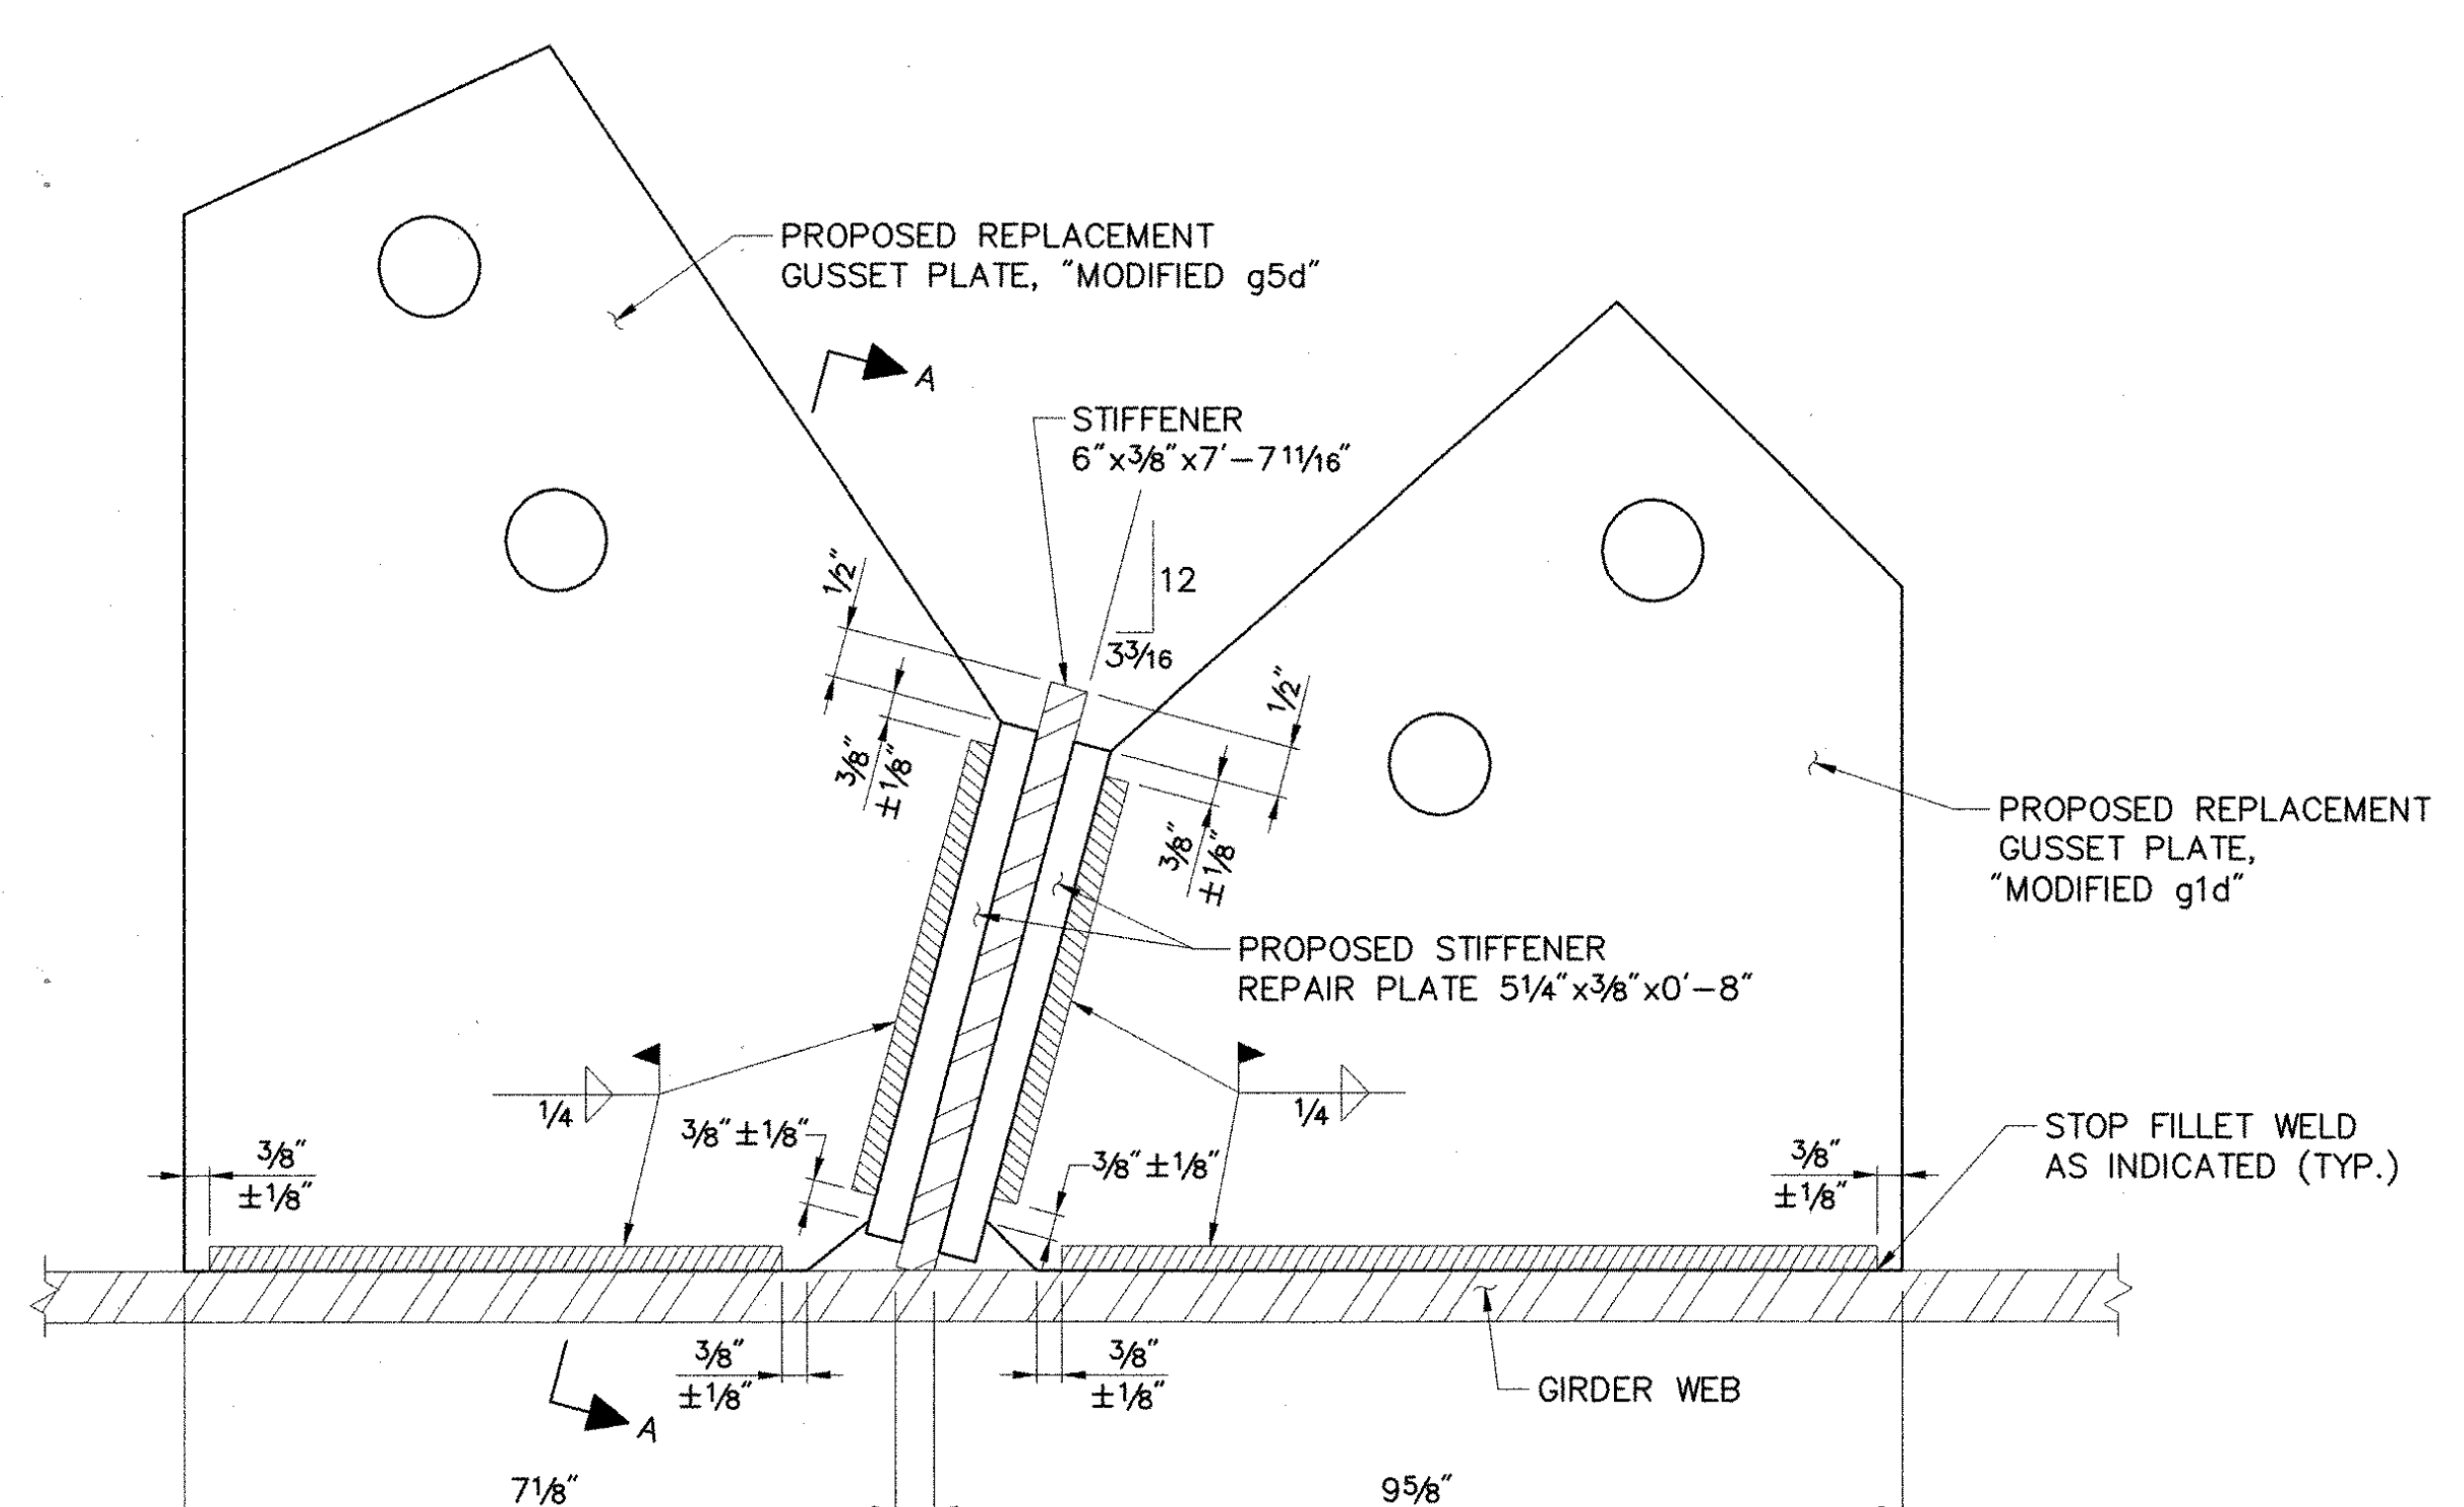 PROPOSED REPLACEMENT
GUSSET PLATE, "MODIFIED g5d"
A
STIFFENER
6"x3/8"x7'-7 11/16"
12
3 3/16
1/2"
3/8"
±1/8"
1/2"
3/8"
±1/8"
PROPOSED REPLACEMENT
GUSSET PLATE,
"MODIFIED g1d"
PROPOSED STIFFENER
REPAIR PLATE 5 1/4"x3/8"x0'-8"
1/4
1/4
3/8"±1/8"
3/8"±1/8"
3/8"
±1/8"
3/8"
±1/8"
STOP FILLET WELD
AS INDICATED (TYP.)
3/8"
±1/8"
3/8"
±1/8"
GIRDER WEB
A
7 1/8"
9 5/8"